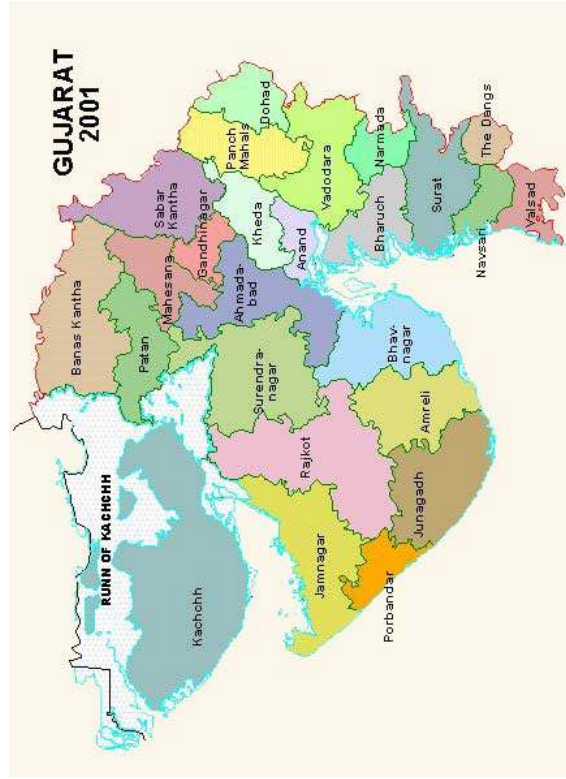 GUJARAT
2001
RUNN OF KACHCHH
Kachchh
Banas Kantha
Patan
Mahesana
Sabar
Kantha
Gandhinagar
Ahmada-
bad
Kheda
Anand
Panch
Mahals
Dohad
Vadodara
Narmada
Bharuch
Surat
The Dangs
Navsari
Valsad
Surendra-
nagar
Rajkot
Jamnagar
Porbandar
Junagadh
Amreli
Bhav-
nagar